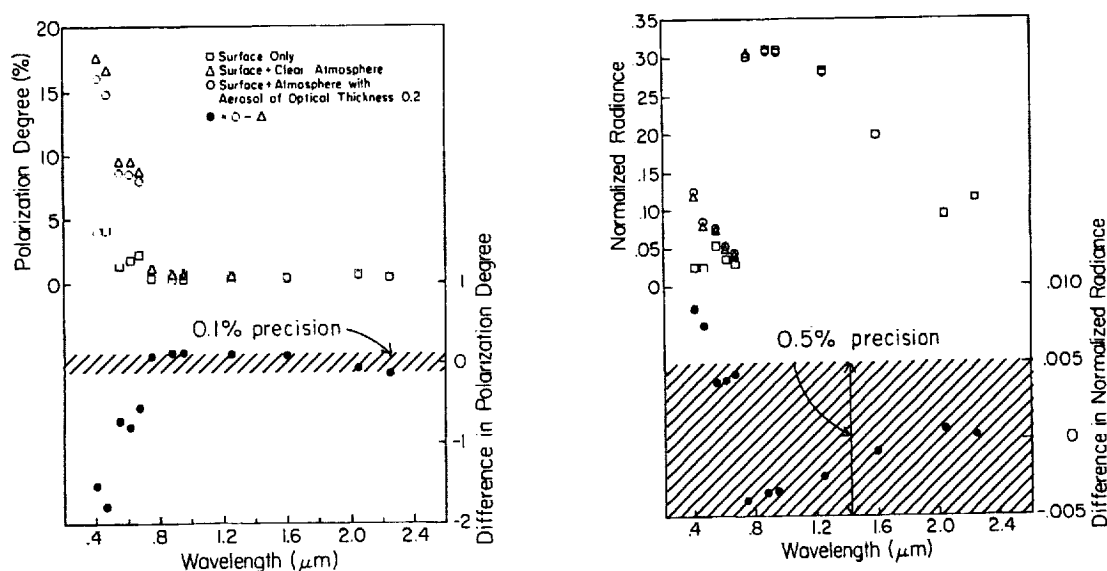 20
15
10
5
0
Polarization Degree (%)
□ Surface Only
△ Surface + Clear Atmosphere
○ Surface + Atmosphere with
Aerosol of Optical Thickness 0.2
● = ○ - △
0.1% precision
1
0
-1
-2
Difference in Polarization Degree
.4 .8 1.2 1.6 2.0 2.4
Wavelength (μm)
.35
.30
.25
.20
.15
.10
.05
0
Normalized Radiance
0.5% precision
.010
.005
0
-.005
Difference in Normalized Radiance
.4 .8 1.2 1.6 2.0 2.4
Wavelength (μm)